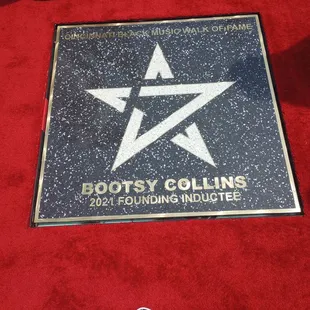 CINCINNATI BLACK MUSIC WALK OF FAME
BOOTSY COLLINS
2021 FOUNDING INDUCTEE